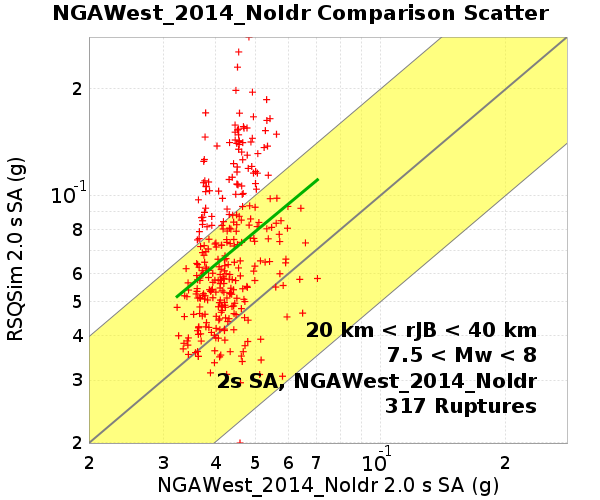 NGAWest_2014_NoIdr Comparison Scatter
RSQSim 2.0 s SA (g)
2
10-1
8
6
5
4
3
2
20 km < rJB < 40 km
7.5 < Mw < 8
2s SA, NGAWest_2014_NoIdr
317 Ruptures
2 3 4 5 6 7 10-1 2
NGAWest_2014_NoIdr 2.0 s SA (g)